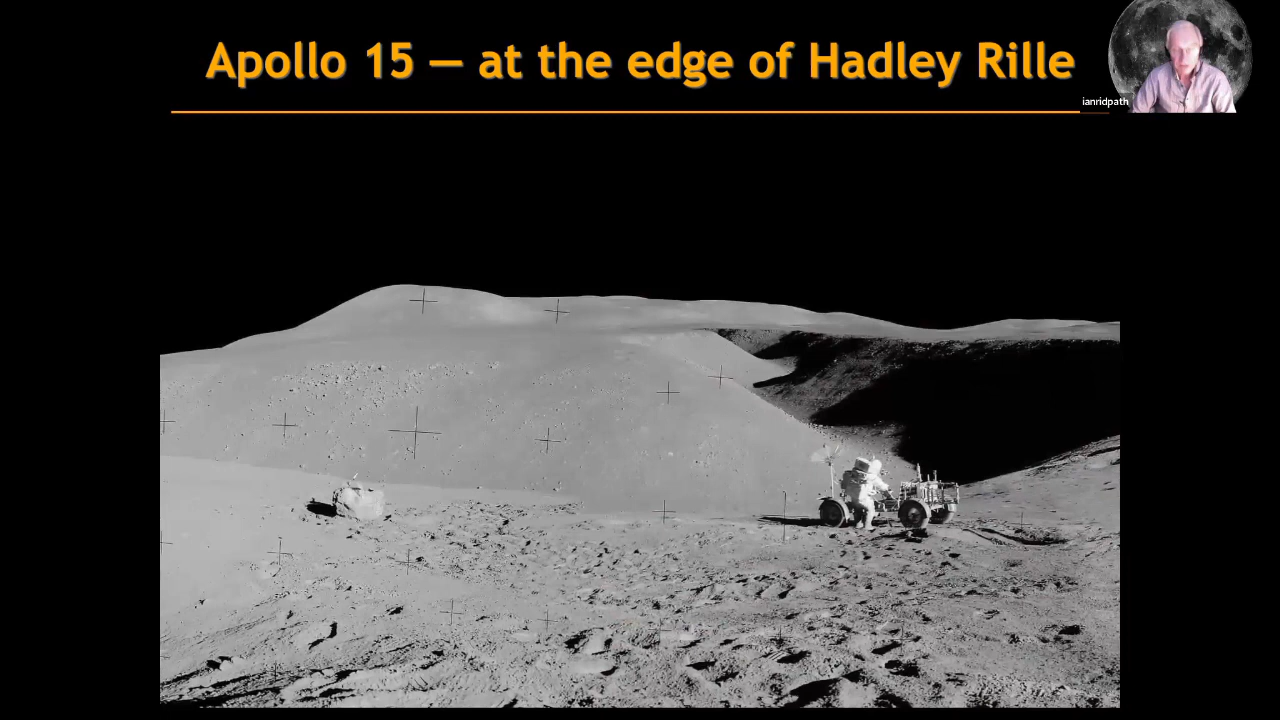 Apollo 15 — at the edge of Hadley Rille
ianridpath